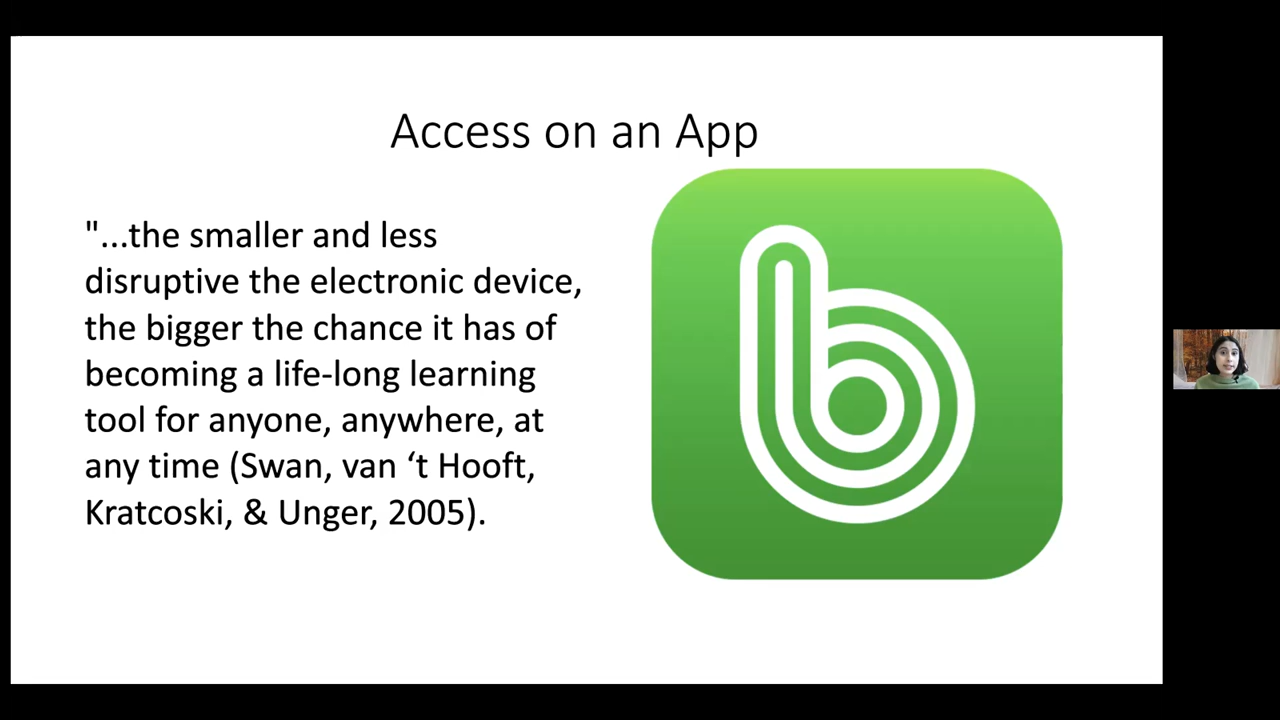 Access on an App
"...the smaller and less
disruptive the electronic device,
the bigger the chance it has of
becoming a life-long learning
tool for anyone, anywhere, at
any time (Swan, van ‘t Hooft,
Kratcoski, & Unger, 2005).
b